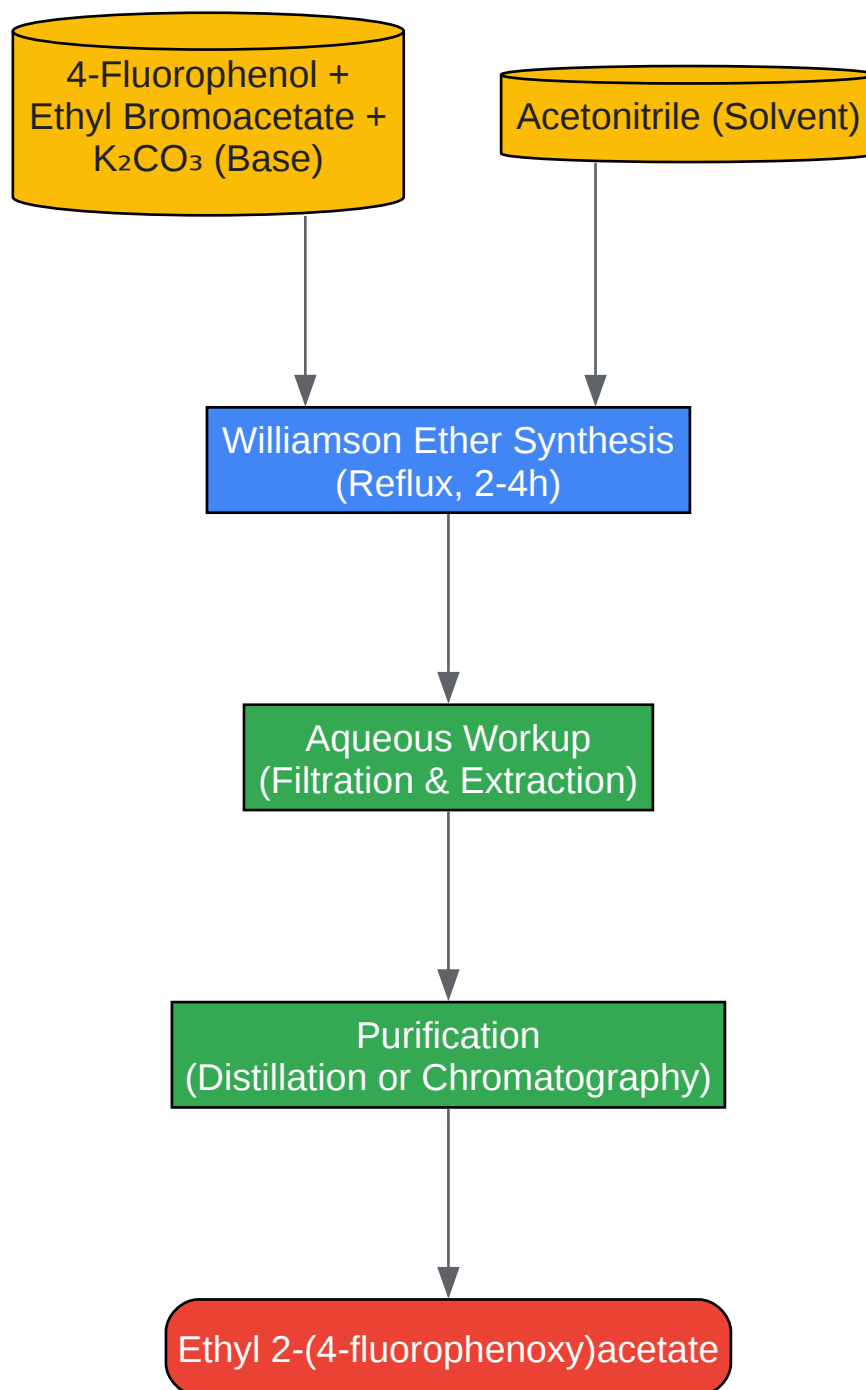 4-Fluorophenol +
Ethyl Bromoacetate +
K₂CO₃ (Base)
Acetonitrile (Solvent)
Williamson Ether Synthesis
(Reflux, 2-4h)
Aqueous Workup
(Filtration & Extraction)
Purification
(Distillation or Chromatography)
Ethyl 2-(4-fluorophenoxy)acetate